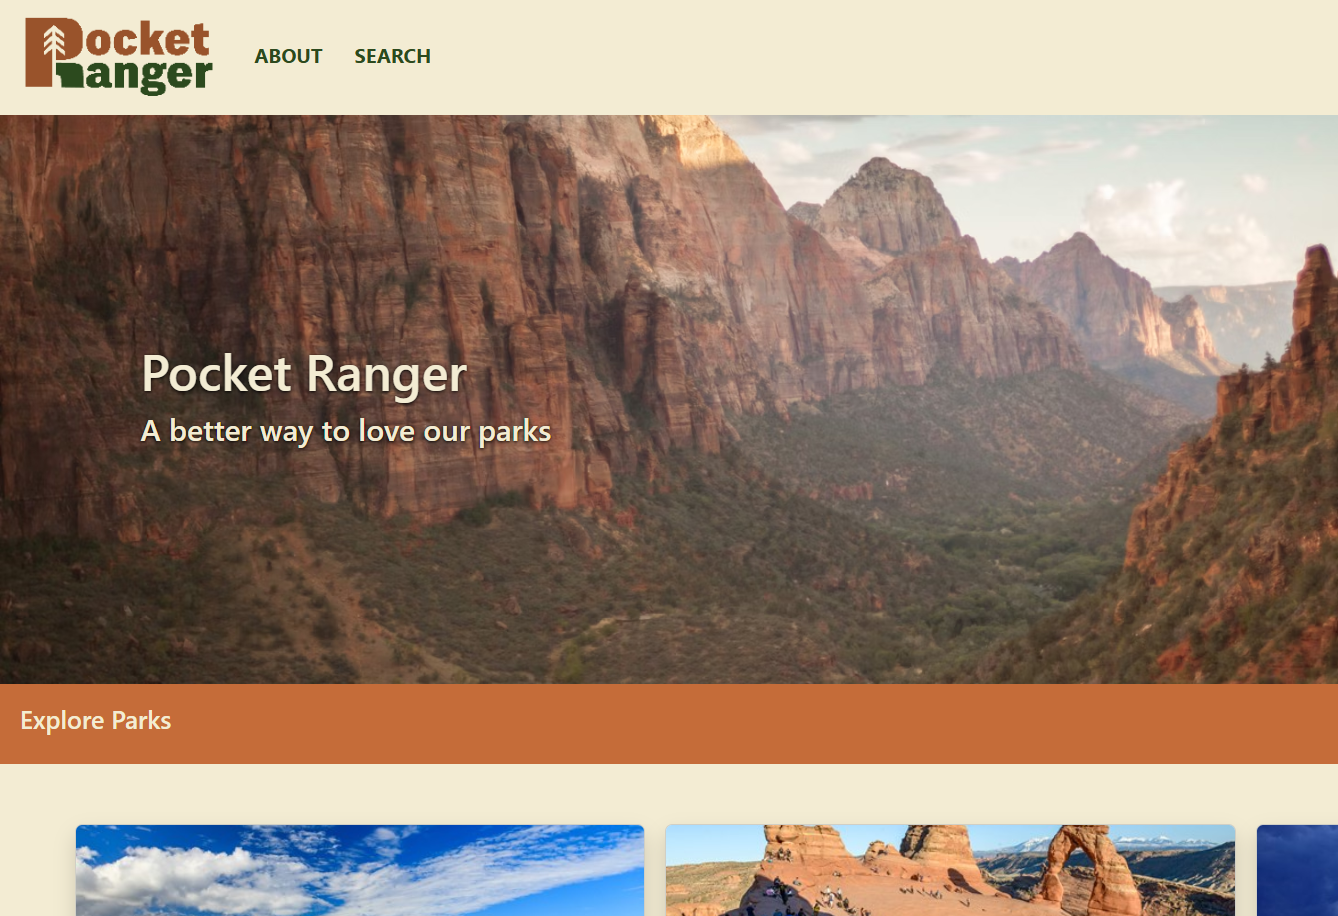 Pocket
Ranger
ABOUT
SEARCH
Pocket Ranger
A better way to love our parks
Explore Parks